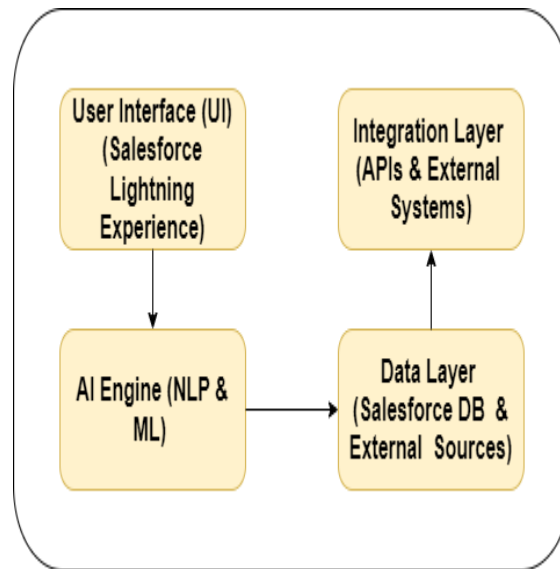 User Interface (UI)
(Salesforce
Lightning
Experience)
Integration Layer
(APIs & External
Systems)
AI Engine (NLP &
ML)
Data Layer
(Salesforce DB &
External Sources)